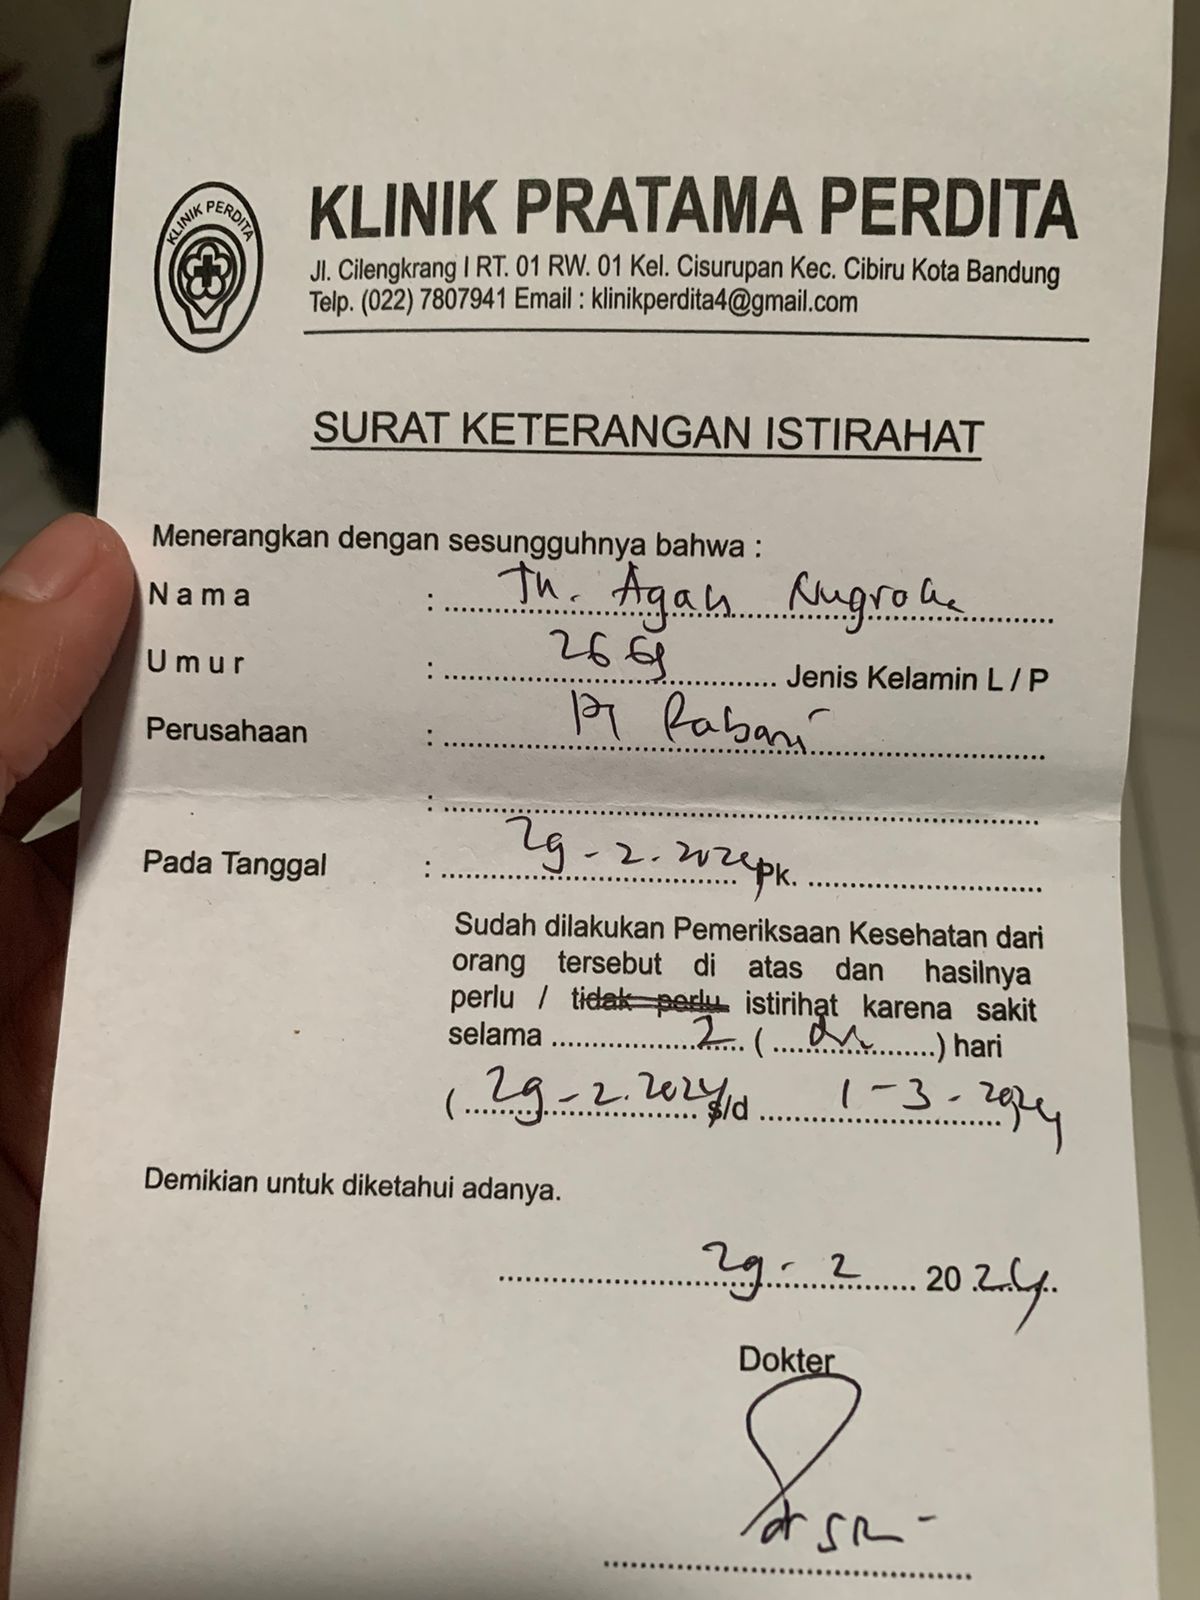 KLINIK PERDITA
KLINIK PRATAMA PERDITA
Jl. Cilengkrang I RT. 01 RW. 01 Kel. Cisurupan Kec. Cibiru Kota Bandung
Telp. (022) 7807941 Email : klinikperdita4@gmail.com
SURAT KETERANGAN ISTIRAHAT
Menerangkan dengan sesungguhnya bahwa :
Nama : Tn. Agah Nugroho
Umur : 26 Jenis Kelamin L / P
Perusahaan : PT Rabani
:
Pada Tanggal : 29-2-2024 Pk.
Sudah dilakukan Pemeriksaan Kesehatan dari
orang tersebut di atas dan hasilnya
perlu / tidak perlu istirihat karena sakit
selama 2 ( ) hari
( 29-2-2024 s/d 1-3-2024
Demikian untuk diketahui adanya.
29-2 2024
Dokter